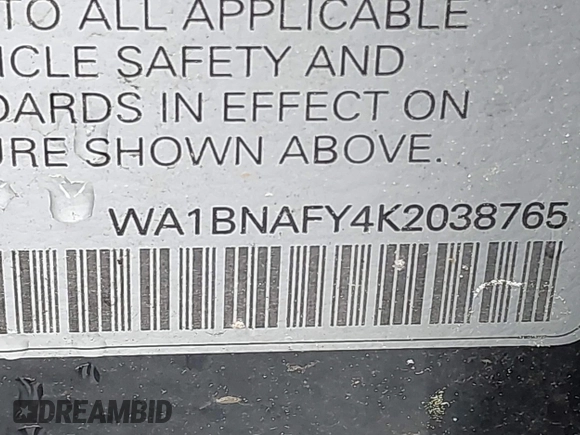 TO ALL APPLICABLE
ICLE SAFETY AND
DARDS IN EFFECT ON
URE SHOWN ABOVE.
WA1BNAFY4K2038765
DREAMBID